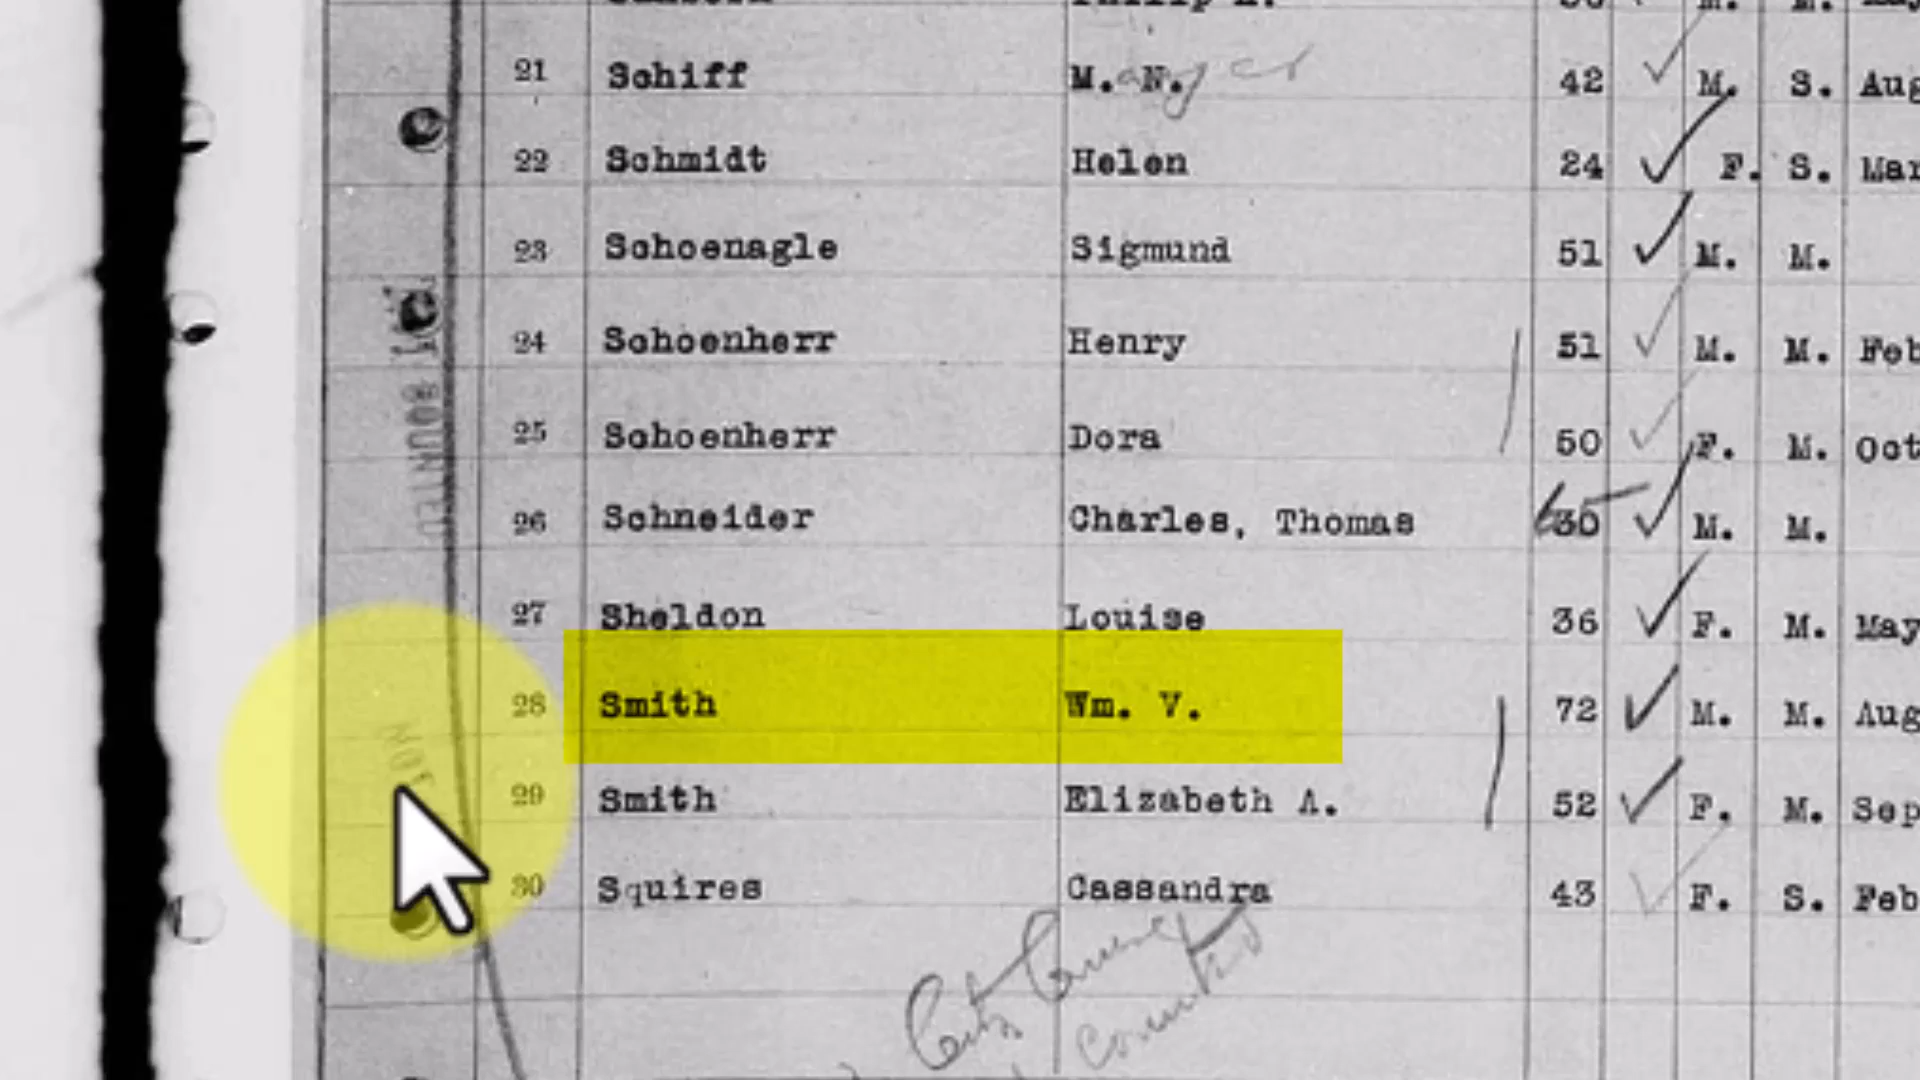 Philip
21 Schiff M. N. 42 M. S. Aug
22 Schmidt Helen 24 F. S. Mar
23 Schoenagle Sigmund 51 M. M.
24 Schoenherr Henry 51 M. M. Feb
25 Schoenherr Dora 50 F. M. Oct
26 Schneider Charles, Thomas M. M.
27 Sheldon Louise 36 F. M. May
28 Smith Wm. V. 72 M. M. Aug
29 Smith Elizabeth A. 52 F. M. Sep
30 Squires Cassandra 43 F. S. Feb